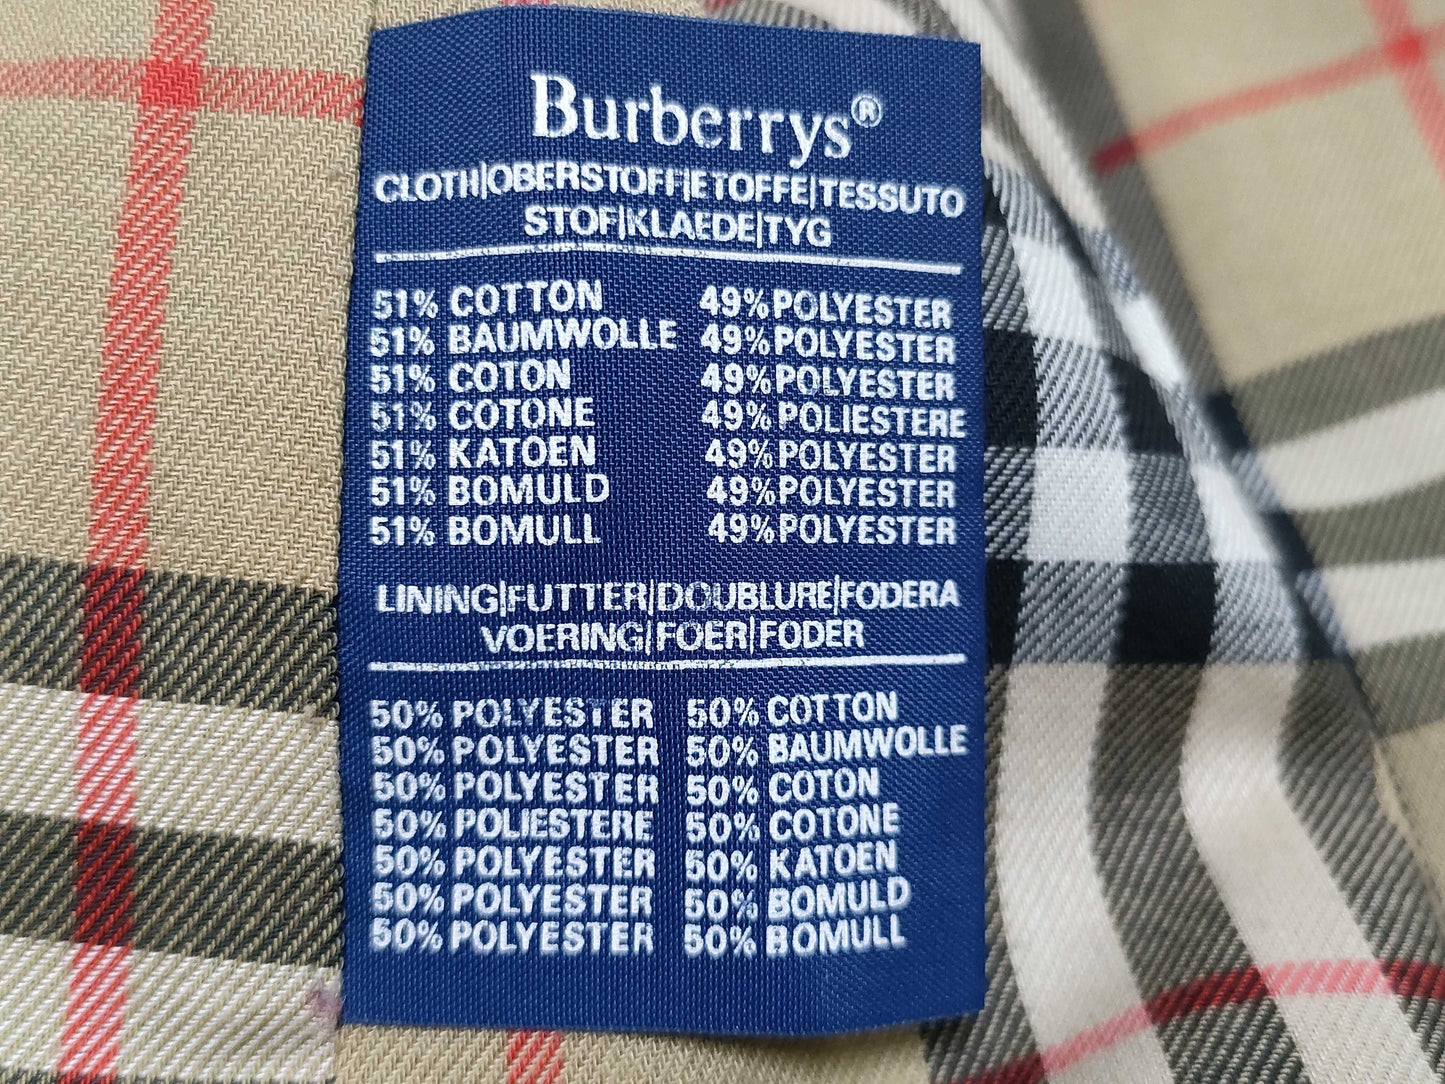 Burberrys®
CLOTH|OBERSTOFF|ETOFFE|TESSUTO
STOF|KLAEDE|TYG
51% COTTON 49% POLYESTER
51% BAUMWOLLE 49% POLYESTER
51% COTON 49% POLYESTER
51% COTONE 49% POLIESTERE
51% KATOEN 49% POLYESTER
51% BOMULD 49% POLYESTER
51% BOMULL 49% POLYESTER
LINING|FUTTER|DOUBLURE|FODERA
VOERING|FOER|FODER
50% POLYESTER 50% COTTON
50% POLYESTER 50% BAUMWOLLE
50% POLYESTER 50% COTON
50% POLIESTERE 50% COTONE
50% POLYESTER 50% KATOEN
50% POLYESTER 50% BOMULD
50% POLYESTER 50% BOMULL